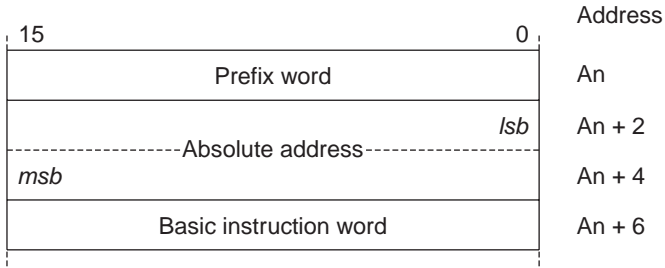 Address
15 0
Prefix word An
lsb An + 2
Absolute address
msb An + 4
Basic instruction word An + 6